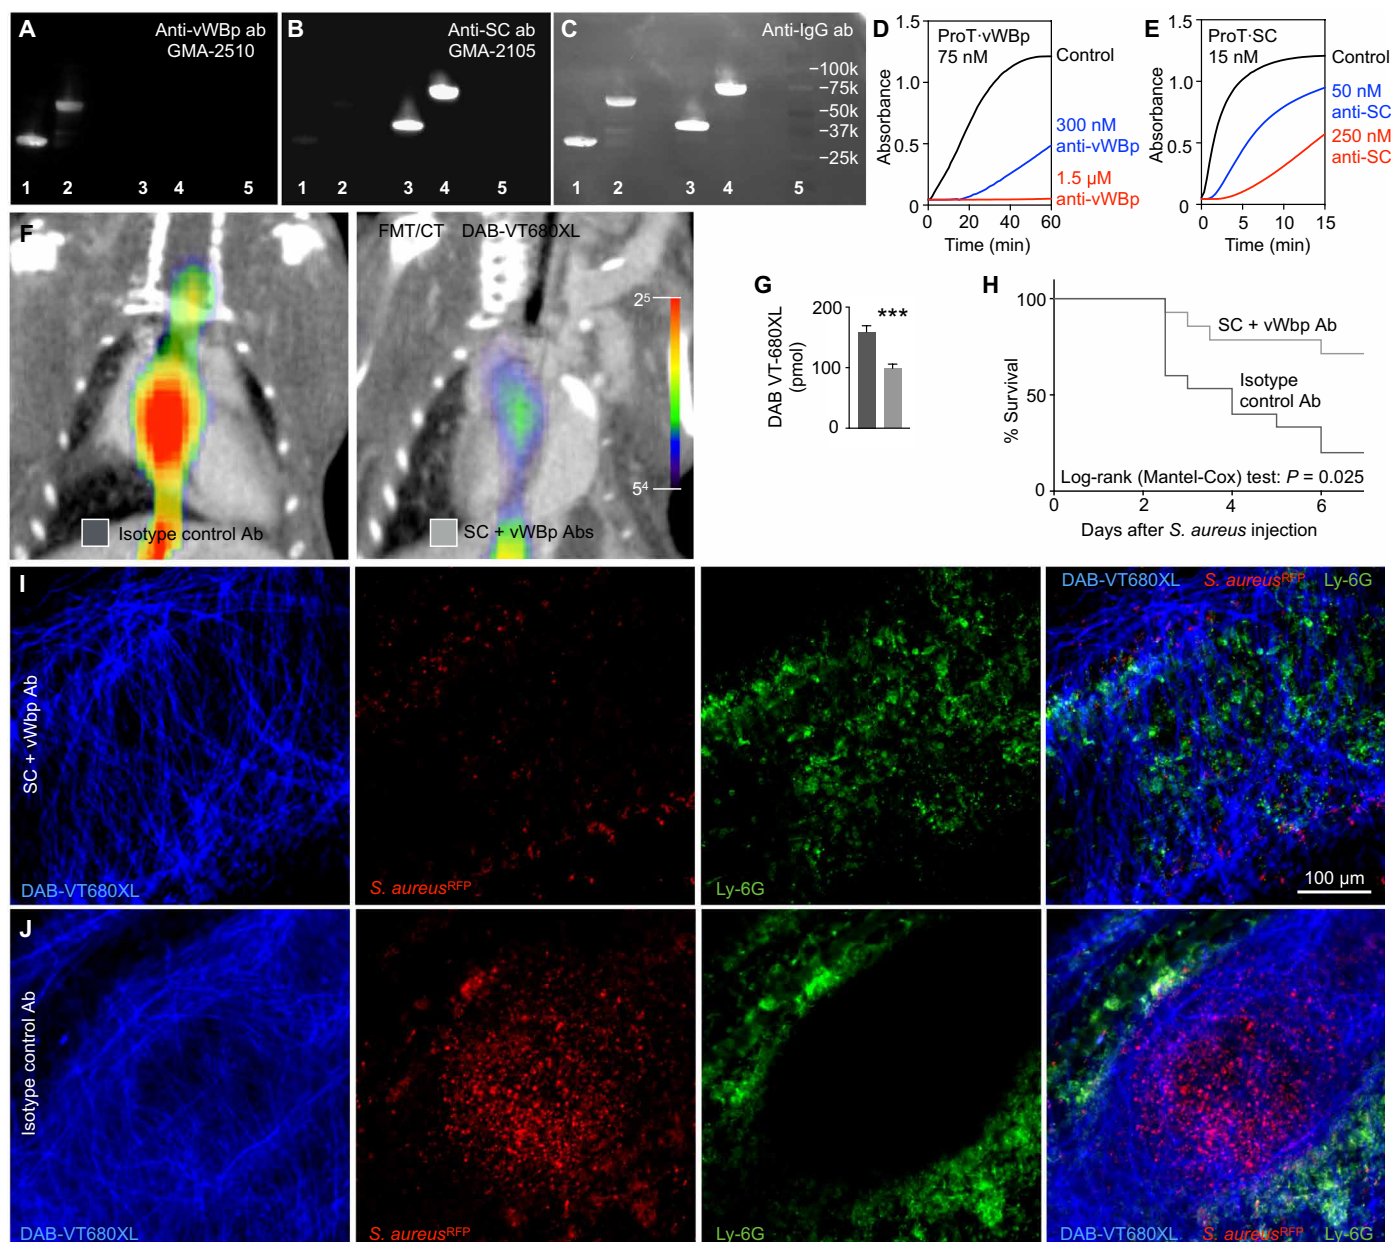 A
Anti-vWBp ab
GMA-2510
1 2 3 4 5
B
Anti-SC ab
GMA-2105
1 2 3 4 5
C
Anti-IgG ab
−100k
−75k
−50k
−37k
−25k
1 2 3 4 5
D
ProT·vWBp
75 nM
1.5
1.0
0.5
0
Absorbance
Control
300 nM
anti-vWBp
1.5 µM
anti-vWBp
0 20 40 60
Time (min)
E
ProT·SC
15 nM
1.5
1.0
0.5
0
Absorbance
Control
50 nM
anti-SC
250 nM
anti-SC
0 5 10 15
Time (min)
F
Isotype control Ab
FMT/CT DAB-VT680XL
2⁵
5⁴
SC + vWBp Abs
G
DAB VT-680XL
(pmol)
200
100
0
***
H
% Survival
100
50
0
SC + vWbp Ab
Isotype
control Ab
Log-rank (Mantel-Cox) test: P = 0.025
0 2 4 6
Days after S. aureus injection
I
SC + vWbp Ab
DAB-VT680XL
S. aureusᴿᶠᴾ
Ly-6G
DAB-VT680XL S. aureusᴿᶠᴾ Ly-6G
100 µm
J
Isotype control Ab
DAB-VT680XL
S. aureusᴿᶠᴾ
Ly-6G
DAB-VT680XL S. aureusᴿᶠᴾ Ly-6G